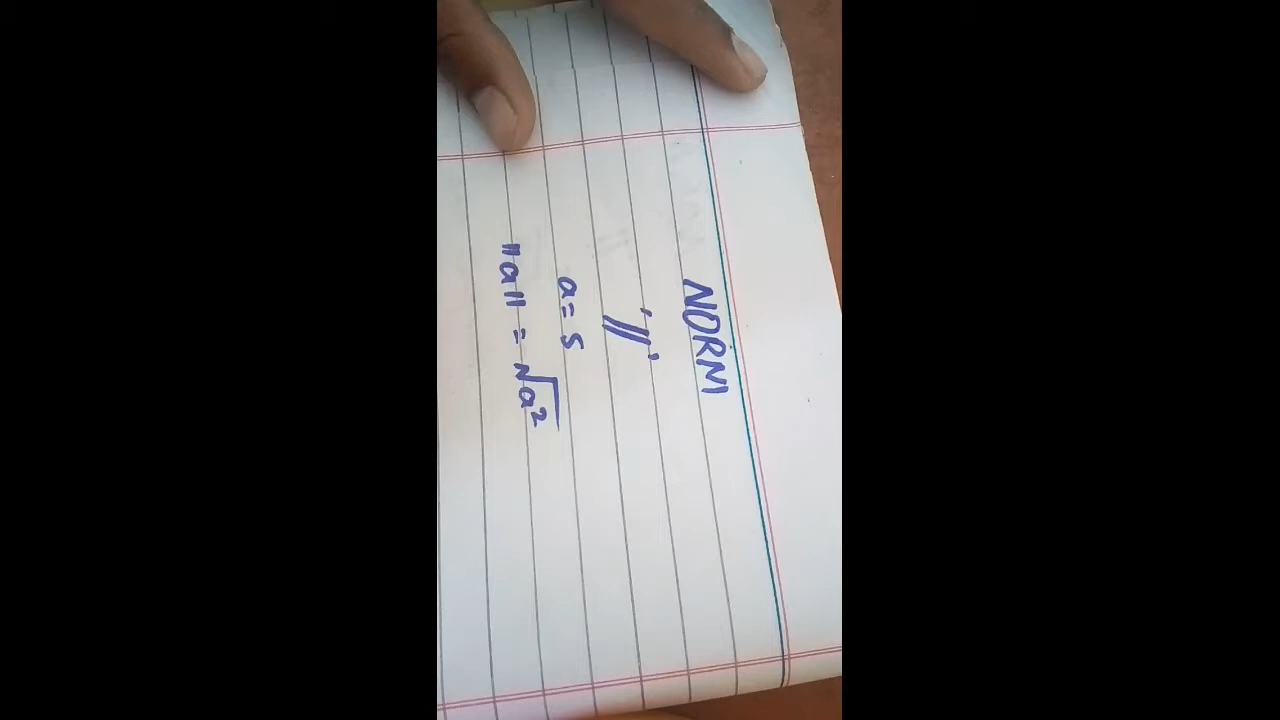 NORM
'//'
a = 5
"a" = √a²